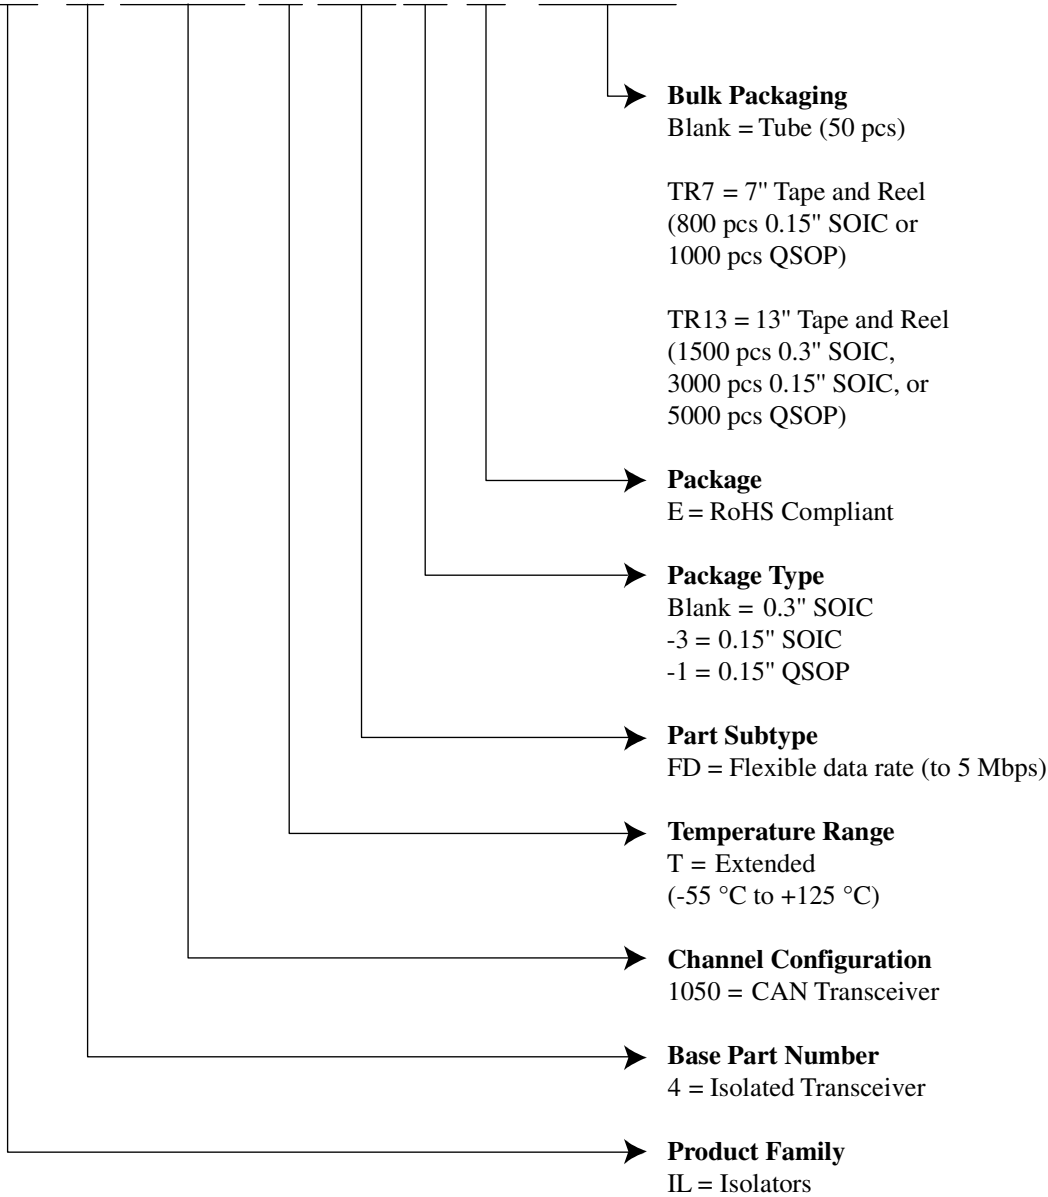 Bulk Packaging
Blank = Tube (50 pcs)
TR7 = 7'' Tape and Reel
(800 pcs 0.15'' SOIC or
1000 pcs QSOP)
TR13 = 13'' Tape and Reel
(1500 pcs 0.3'' SOIC,
3000 pcs 0.15'' SOIC, or
5000 pcs QSOP)
Package
E = RoHS Compliant
Package Type
Blank = 0.3'' SOIC
-3 = 0.15'' SOIC
-1 = 0.15'' QSOP
Part Subtype
FD = Flexible data rate (to 5 Mbps)
Temperature Range
T = Extended
(-55 °C to +125 °C)
Channel Configuration
1050 = CAN Transceiver
Base Part Number
4 = Isolated Transceiver
Product Family
IL = Isolators